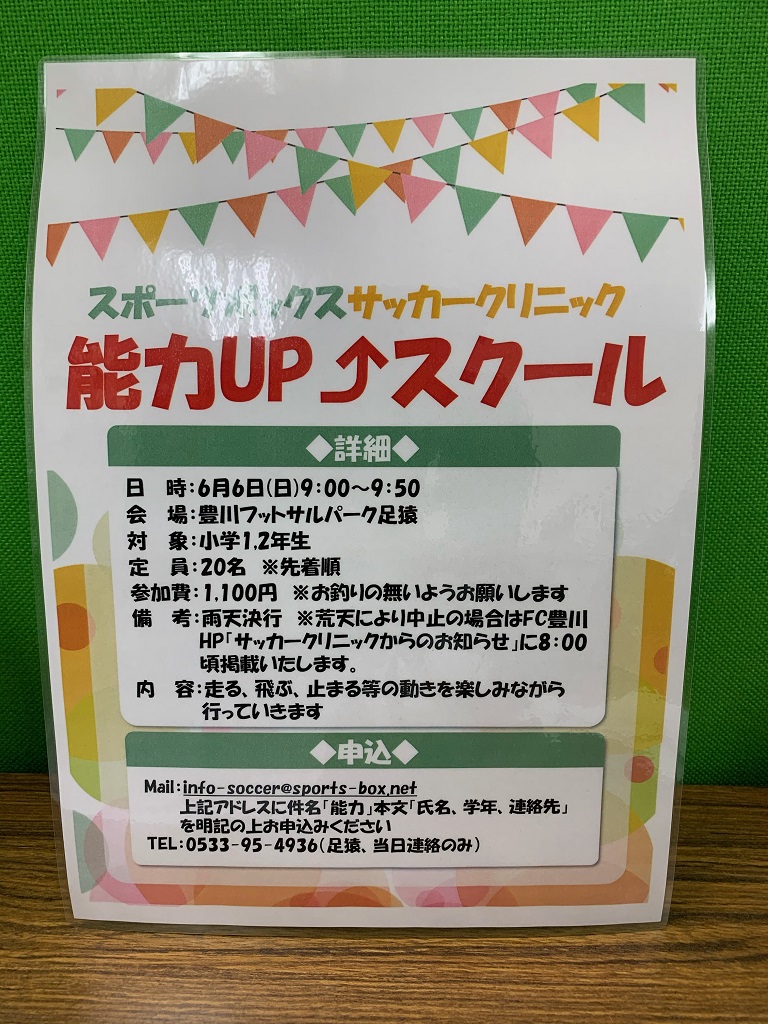 スポーツボックスサッカークリニック
能力UP⤴スクール
◆詳細◆
日　時：6月6日(日)9：00～9：50
会　場：豊川フットサルパーク足猿
対　象：小学1,2年生
定　員：20名　※先着順
参加費：1,100円　※お釣りの無いようお願いします
備　考：雨天決行　※荒天により中止の場合はFC豊川
HP「サッカークリニックからのお知らせ」に8：00
頃掲載いたします。
内　容：走る、飛ぶ、止まる等の動きを楽しみながら
行っていきます
◆申込◆
Mail：info-soccer@sports-box.net
上記アドレスに件名「能力」本文「氏名、学年、連絡先」
を明記の上お申込みください
TEL：0533-95-4936（足猿、当日連絡のみ）